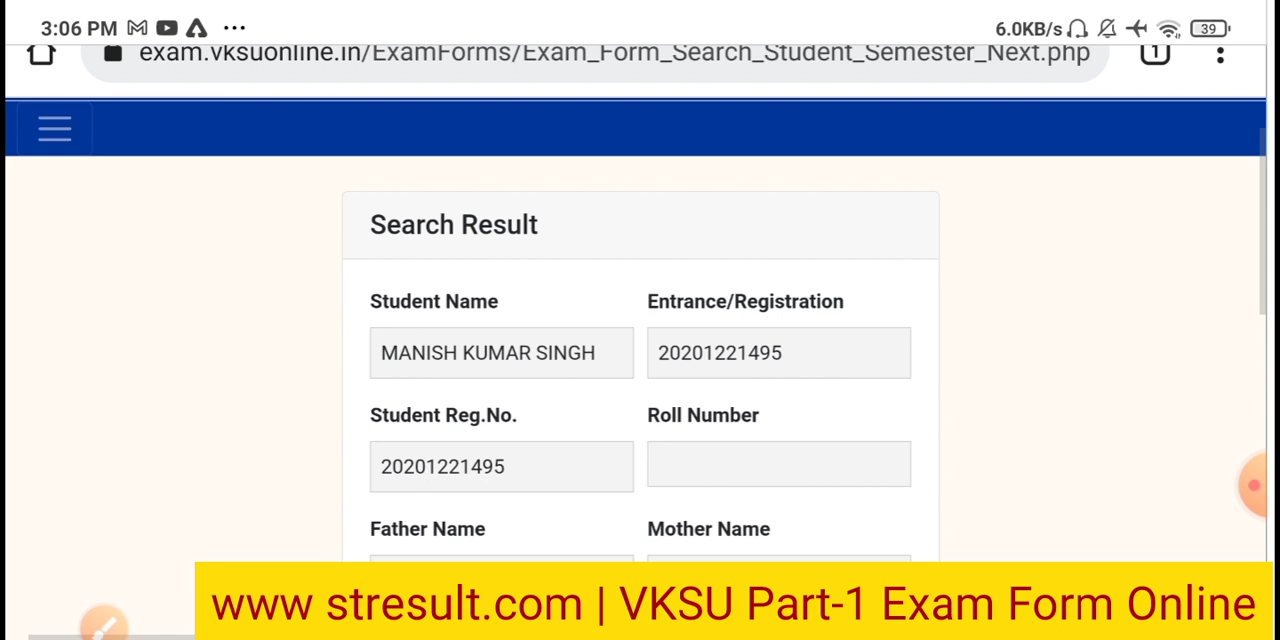 3:06 PM ... 6.0KB/s 39
exam.vksuonline.in/ExamForms/Exam_Form_Search_Student_Semester_Next.php 1
Search Result
Student Name Entrance/Registration
MANISH KUMAR SINGH 20201221495
Student Reg.No. Roll Number
20201221495
Father Name Mother Name
www stresult.com | VKSU Part-1 Exam Form Online